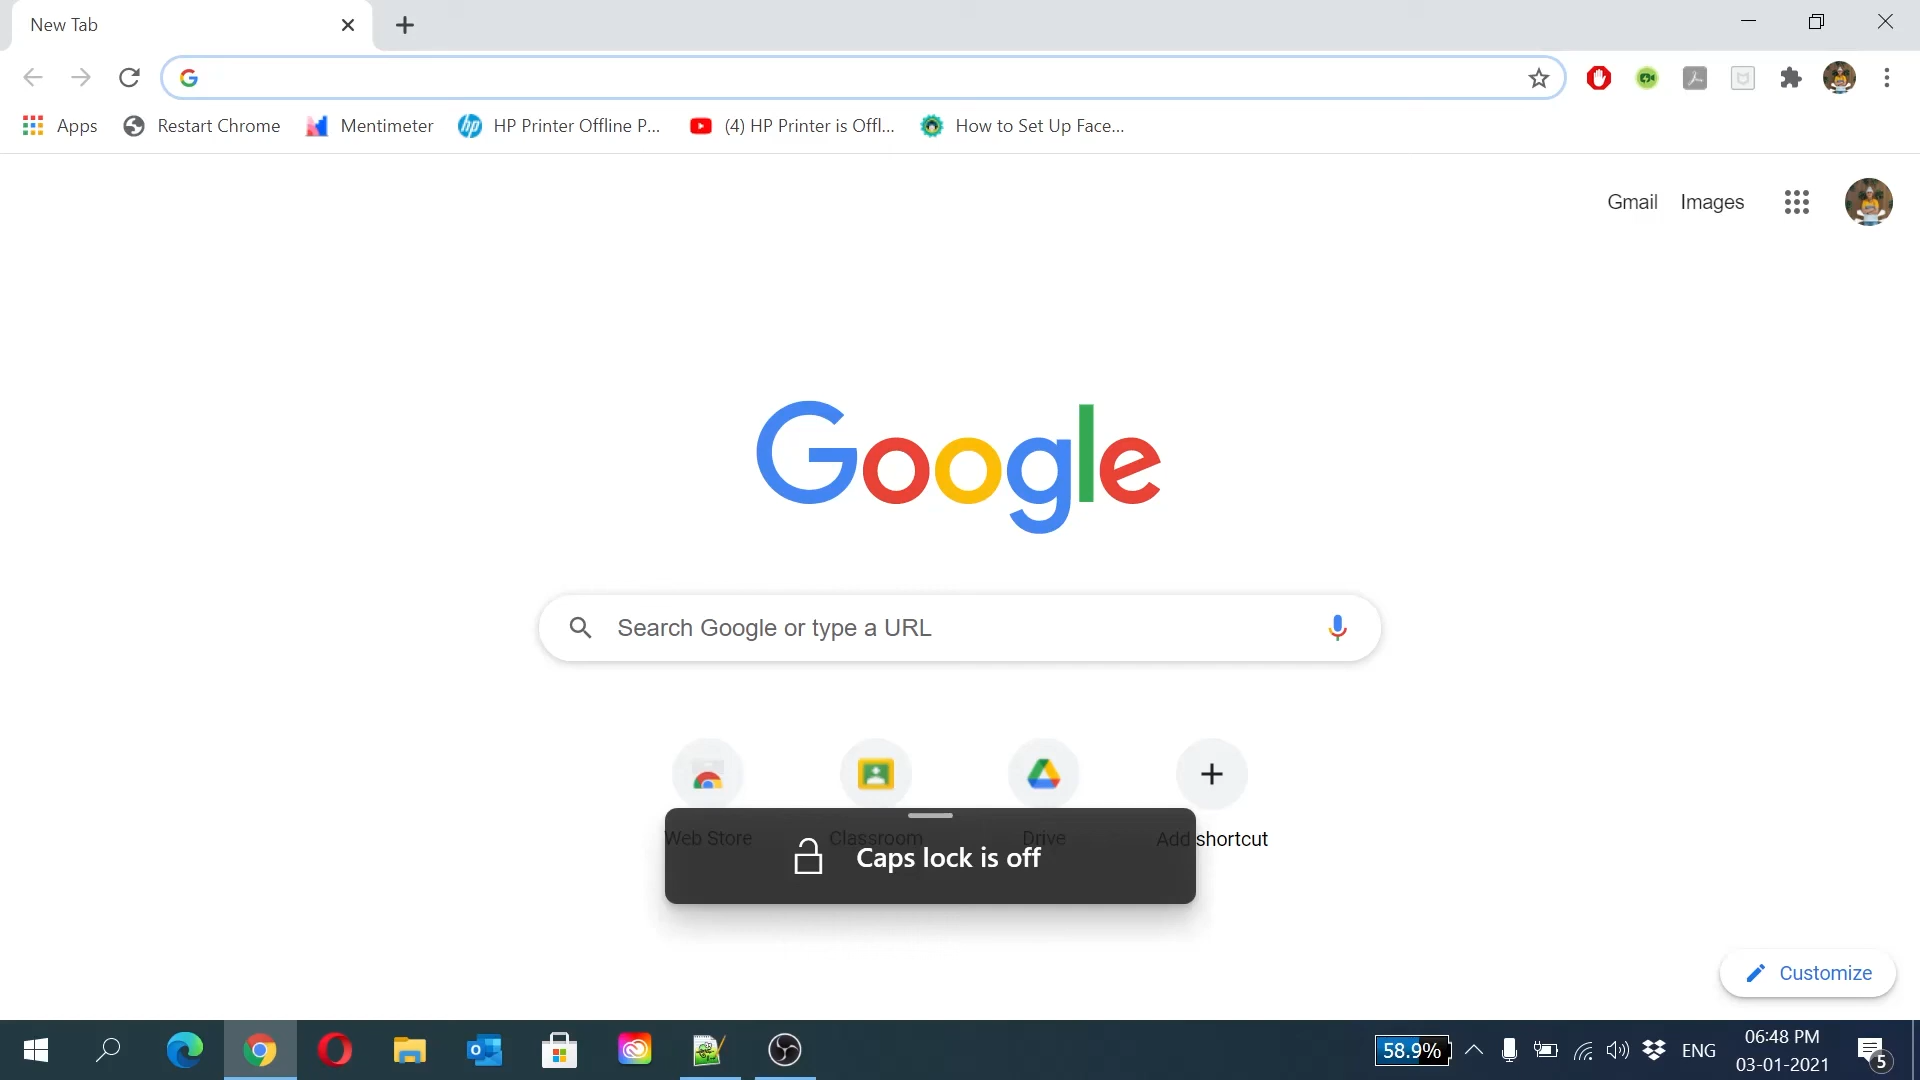 New Tab
Apps
Restart Chrome
Mentimeter
HP Printer Offline P...
(4) HP Printer is Offl...
How to Set Up Face...
Gmail
Images
Google
Search Google or type a URL
Web Store
Classroom
Drive
Add shortcut
Caps lock is off
Customize
58.9%
ENG
06:48 PM
03-01-2021
5